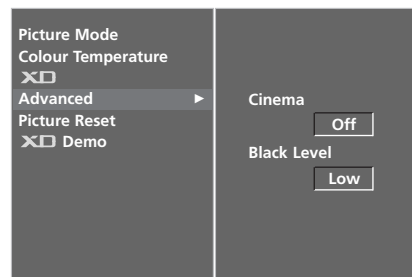 Picture Mode
Colour Temperature
XD
Advanced ►
Picture Reset
XD Demo
Cinema
Off
Black Level
Low